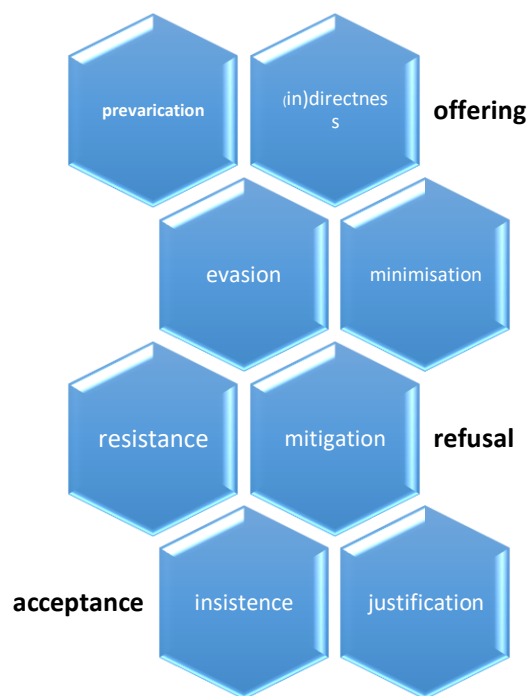 prevarication
(in)directnes
s
offering
evasion
minimisation
resistance
mitigation
refusal
acceptance
insistence
justification